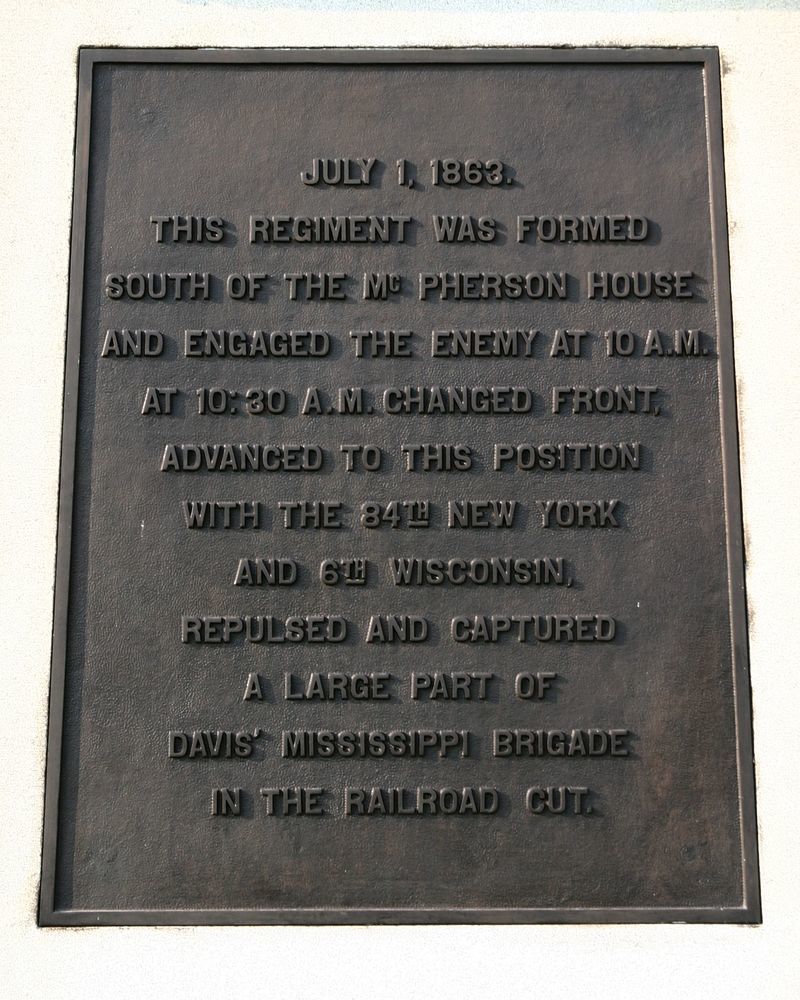 JULY 1, 1863.
THIS REGIMENT WAS FORMED
SOUTH OF THE Mc PHERSON HOUSE
AND ENGAGED THE ENEMY AT 10 A.M.
AT 10:30 A.M. CHANGED FRONT,
ADVANCED TO THIS POSITION
WITH THE 84TH NEW YORK
AND 6TH WISCONSIN,
REPULSED AND CAPTURED
A LARGE PART OF
DAVIS' MISSISSIPPI BRIGADE
IN THE RAILROAD CUT.